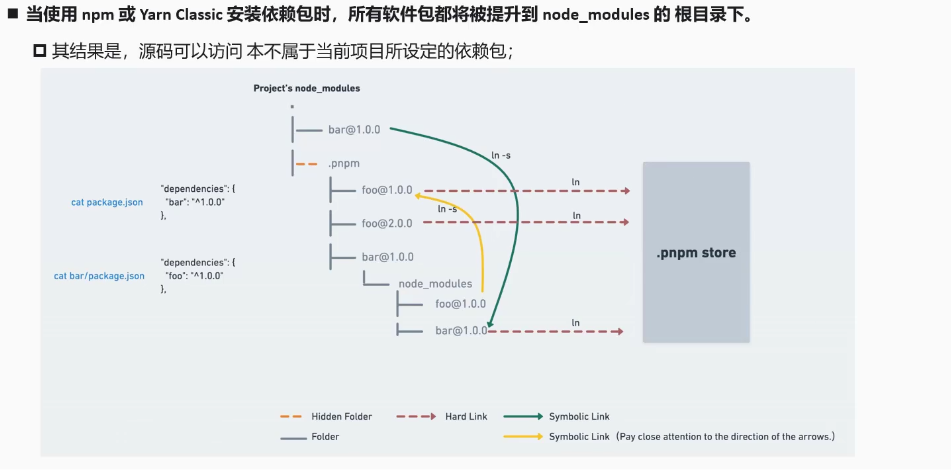 当使用 npm 或 Yarn Classic 安装依赖包时，所有软件包都将被提升到 node_modules 的 根目录下。
其结果是，源码可以访问 本不属于当前项目所设定的依赖包；
Project's node_modules
.
bar@1.0.0
ln -s
.pnpm
"dependencies": {
"bar": "^1.0.0"
},
cat package.json
foo@1.0.0
ln
ln -s
foo@2.0.0
ln
.pnpm store
bar@1.0.0
"dependencies": {
"foo": "^1.0.0"
},
cat bar/package.json
node_modules
foo@1.0.0
bar@1.0.0
ln
Hidden Folder
Hard Link
Symbolic Link
Folder
Symbolic Link (Pay close attention to the direction of the arrows.)